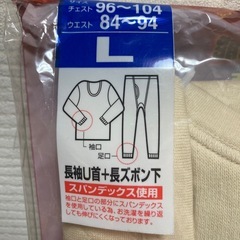 チェスト 96～104
ウエスト 84～94
L
袖口
足口
長袖U首＋長ズボン下
スパンデックス使用
袖口と足口の部分にスパンデックス
を使用している為、お洗濯を繰り返
しても伸びにくくなっております。